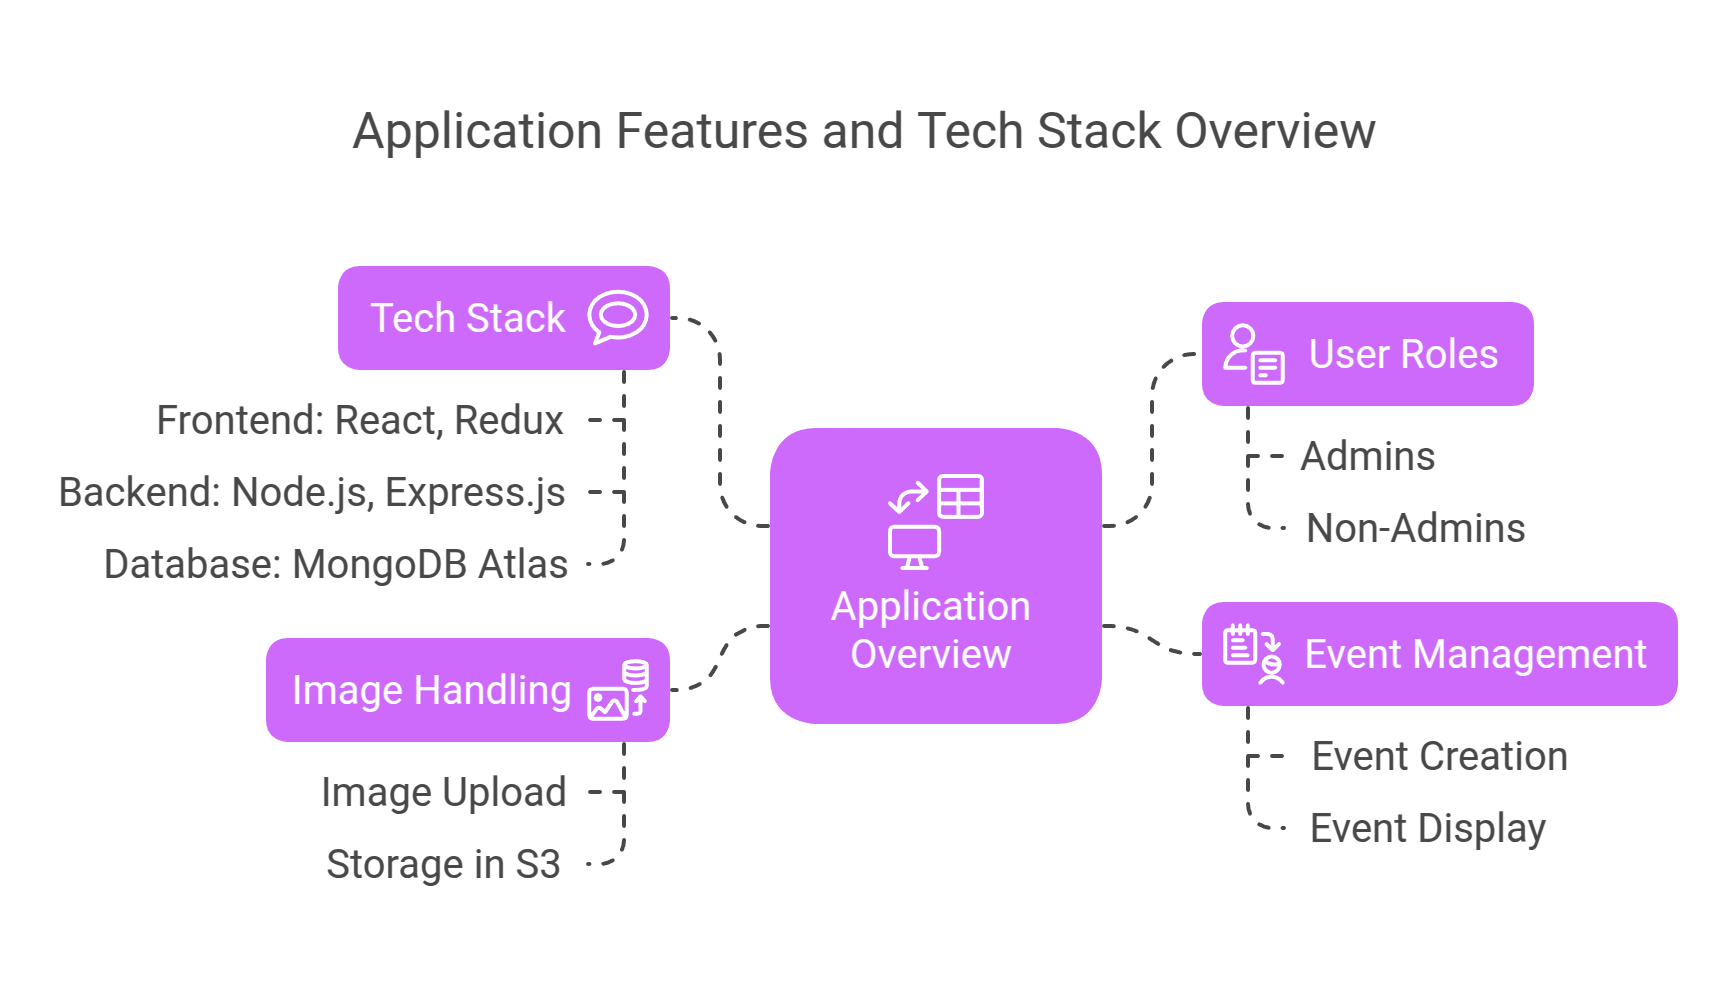 Application Features and Tech Stack Overview
Tech Stack
Frontend: React, Redux
Backend: Node.js, Express.js
Database: MongoDB Atlas
Image Handling
Image Upload
Storage in S3
Application
Overview
User Roles
Admins
Non-Admins
Event Management
Event Creation
Event Display